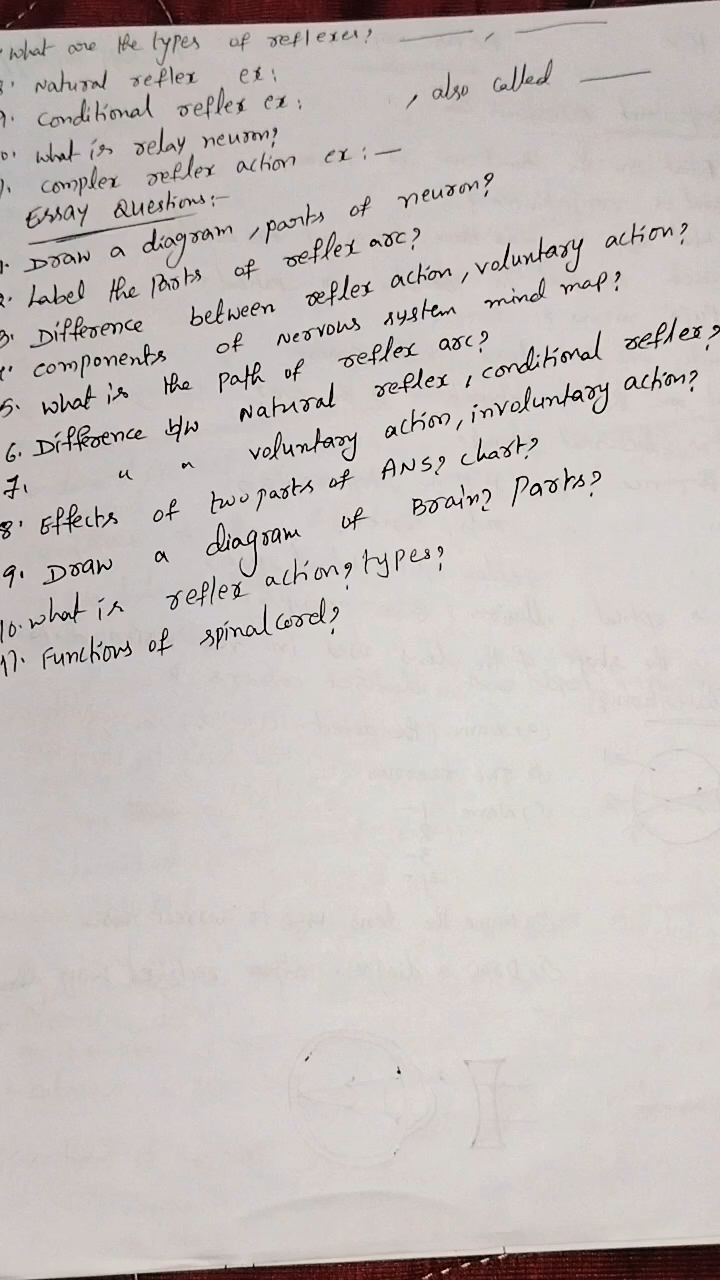 What are the types of reflexes? ____, ____
8. Natural reflex ex:
9. Conditional reflex ex: , also called ____
0. What is relay neuron?
1. Complex reflex action ex: —
Essay Questions:-
1. Draw a diagram, parts of neuron?
2. Label the Parts of reflex arc?
3. Difference between reflex action, voluntary action?
4. components of Nervous system mind map?
5. What is the path of reflex arc?
6. Difference b/w Natural reflex, conditional reflex?
7. " " voluntary action, involuntary action?
8. Effects of two parts of ANS? chart?
9. Draw a diagram of Brain? Parts?
10. What is reflex action? types?
11. Functions of spinal cord?